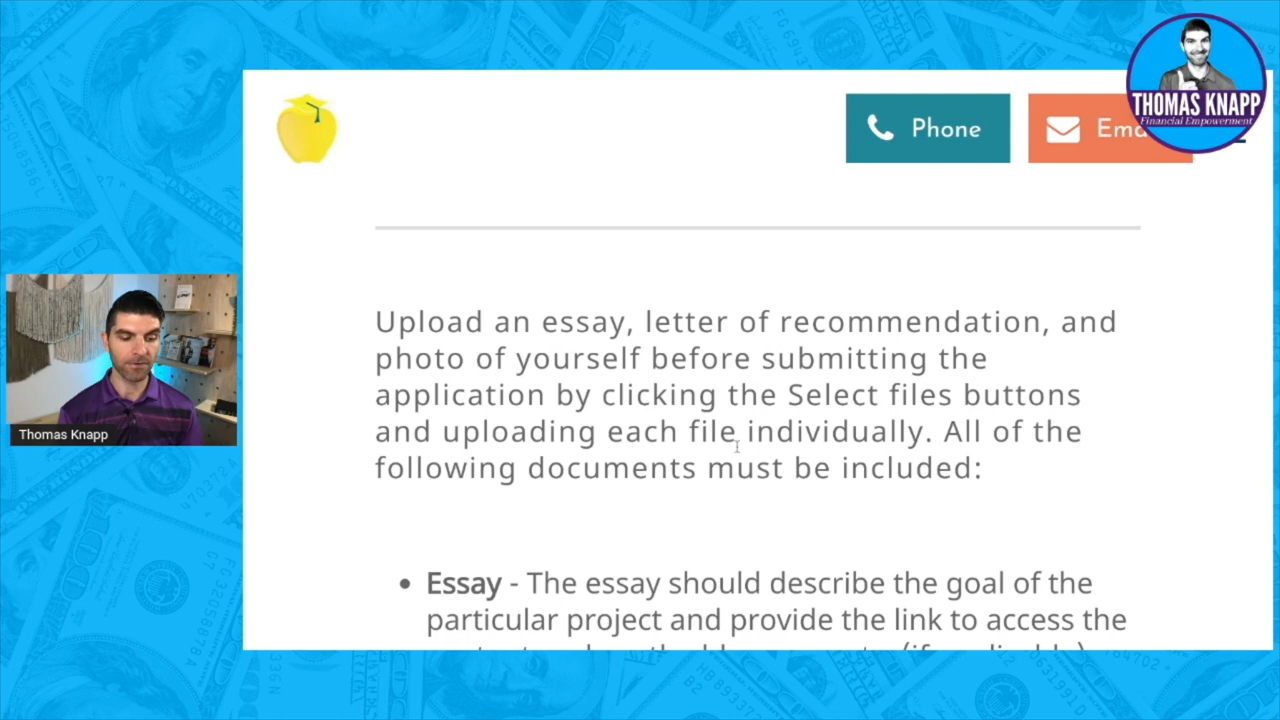 Phone
THOMAS KNAPP
Financial Empowerment
Upload an essay, letter of recommendation, and
photo of yourself before submitting the
application by clicking the Select files buttons
and uploading each file individually. All of the
following documents must be included:
Thomas Knapp
• Essay - The essay should describe the goal of the
particular project and provide the link to access the